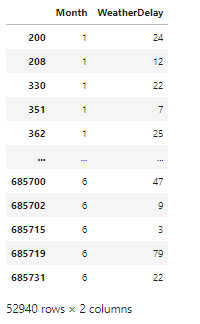 Month WeatherDelay
200 1 24
208 1 12
330 1 22
351 1 7
362 1 25
... ... ...
685700 6 47
685702 6 9
685715 6 3
685719 6 79
685731 6 22
52940 rows × 2 columns